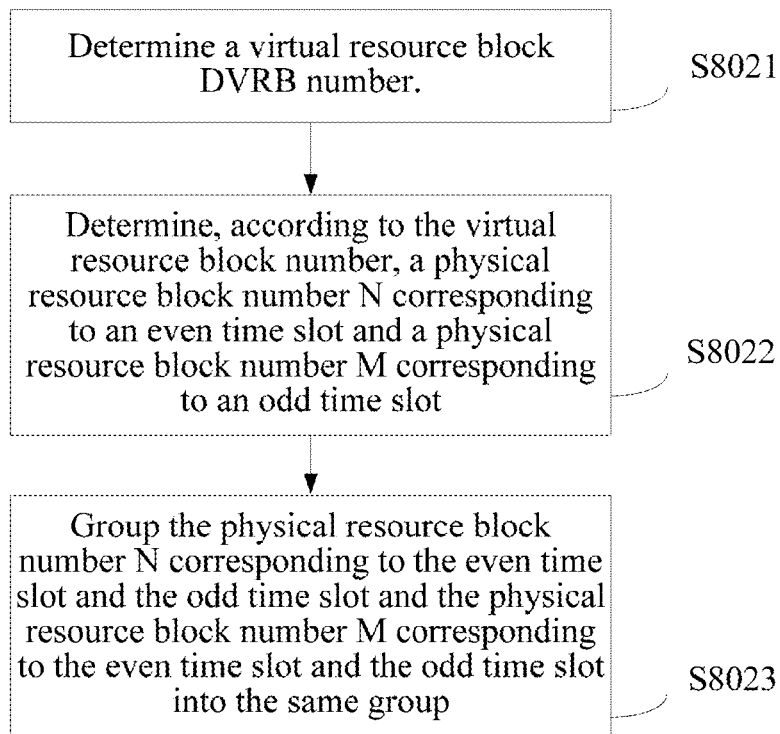 Determine a virtual resource block
DVRB number.
S8021
Determine, according to the virtual
resource block number, a physical
resource block number N corresponding
to an even time slot and a physical
resource block number M corresponding
to an odd time slot
S8022
Group the physical resource block
number N corresponding to the even time
slot and the odd time slot and the physical
resource block number M corresponding
to the even time slot and the odd time slot
into the same group
S8023